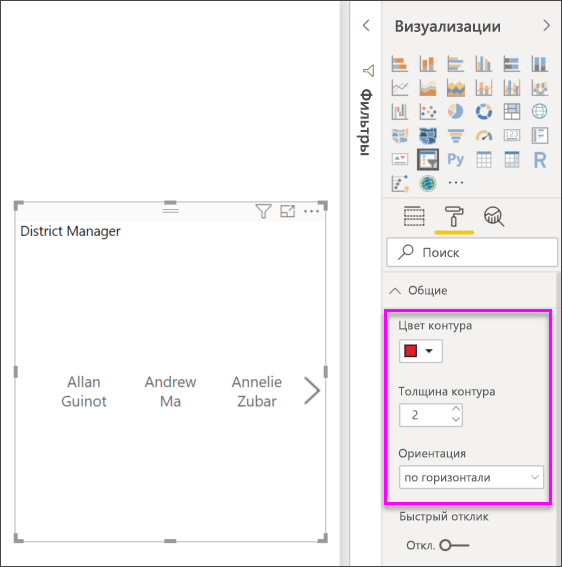 Визуализации
Фильтры
123
Py
R
District Manager
Allan
Guinot
Andrew
Ma
Annelie
Zubar
Поиск
Общие
Цвет контура
Толщина контура
2
Ориентация
по горизонтали
Быстрый отклик
Откл.